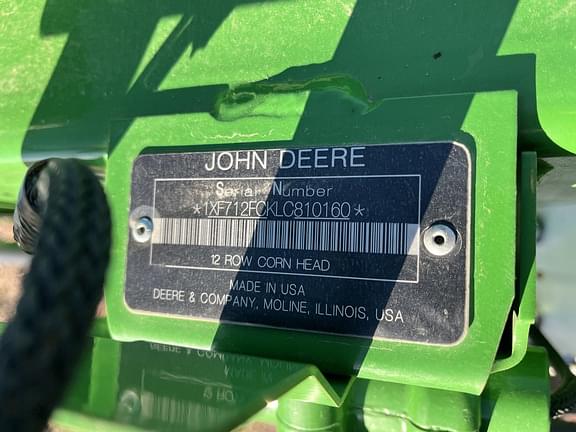 JOHN DEERE
Serial Number
*1XF712FCKLC810160*
12 ROW CORN HEAD
MADE IN USA
DEERE & COMPANY, MOLINE, ILLINOIS, USA